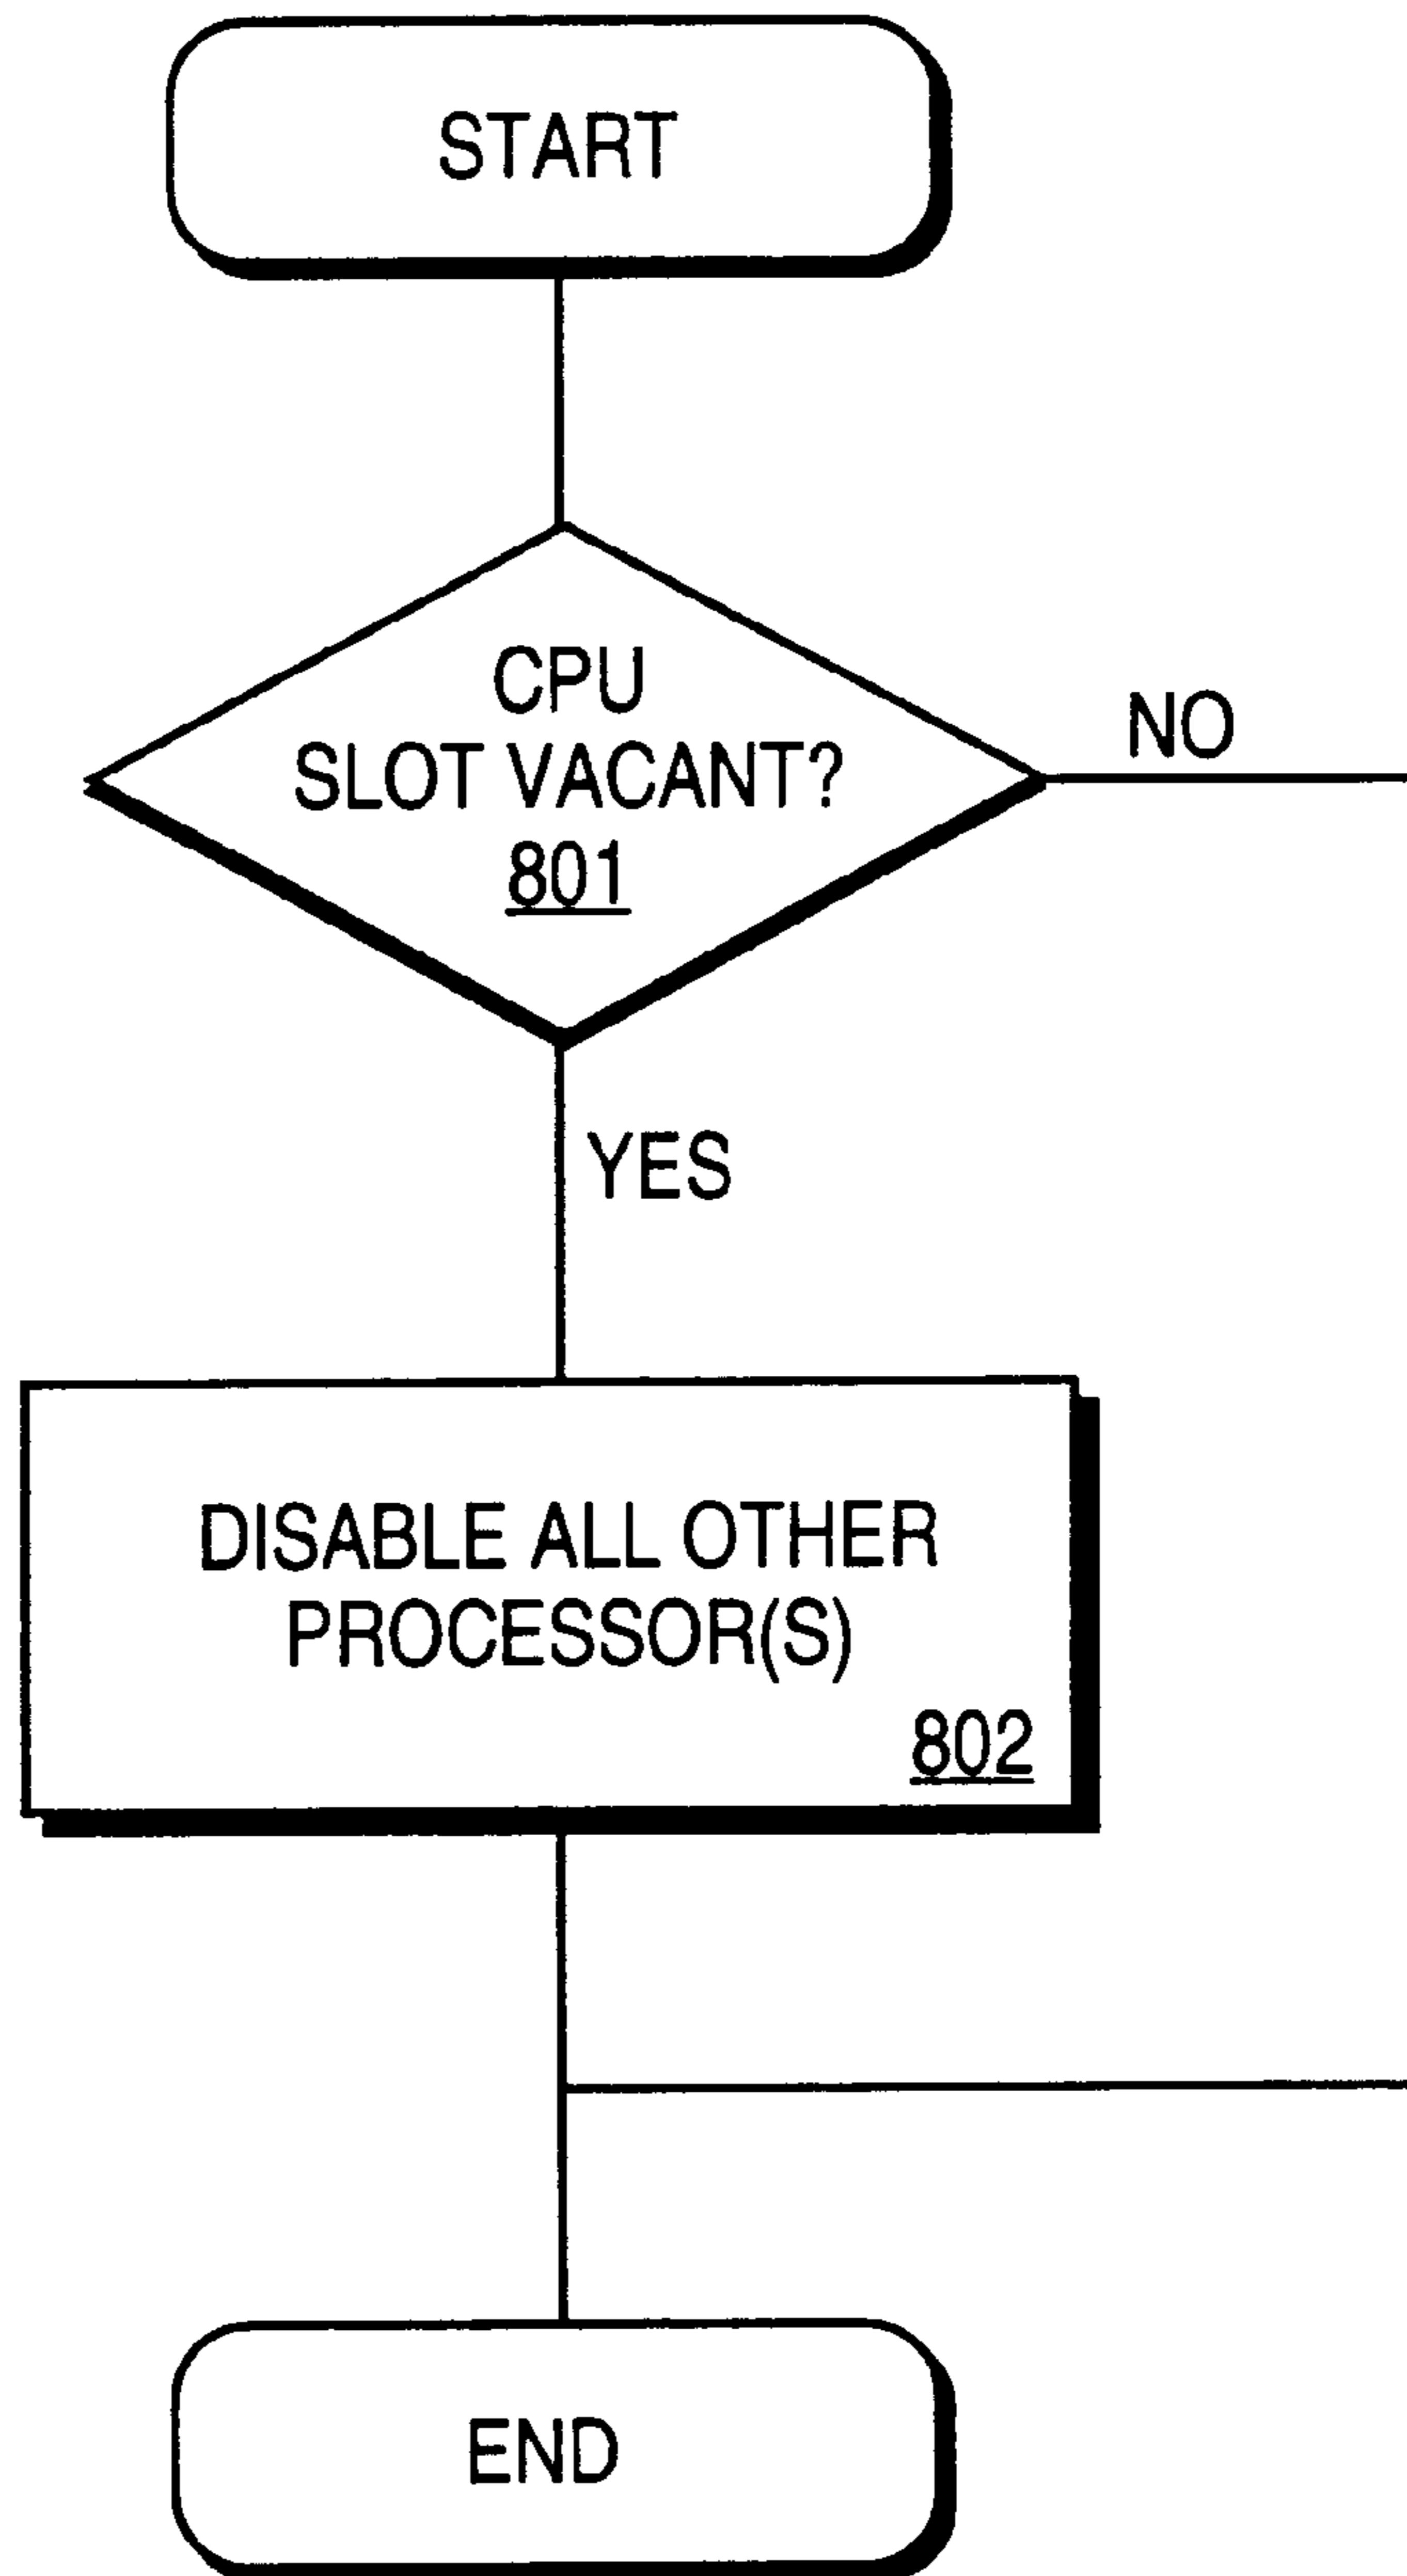 START
CPU
SLOT VACANT?
801
NO
YES
DISABLE ALL OTHER
PROCESSOR(S)
802
END